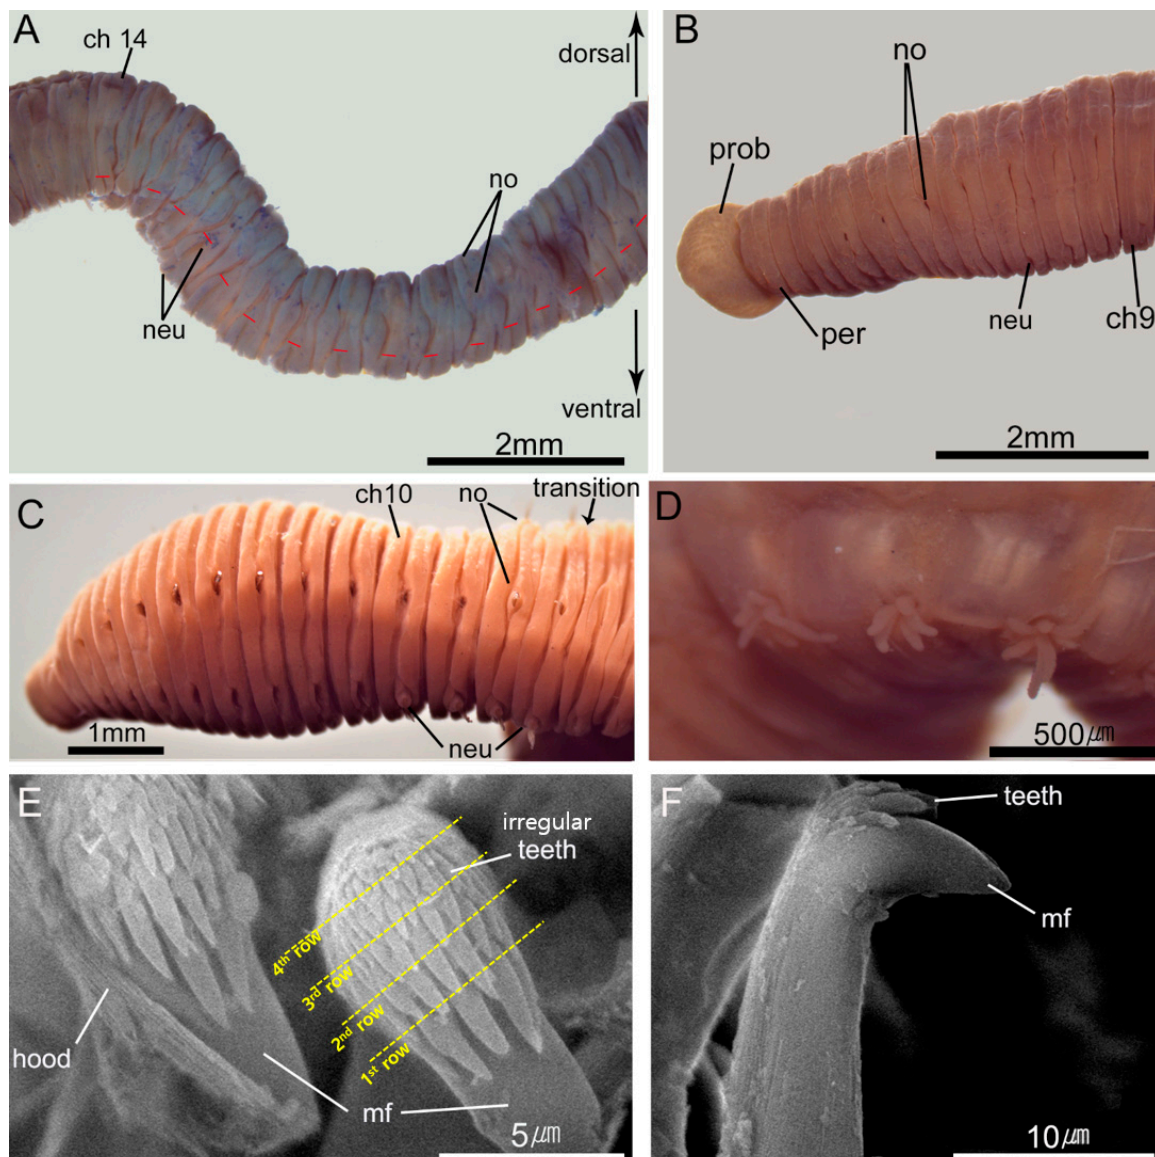 A
ch 14
dorsal
no
neu
ventral
2mm
B
no
prob
per
neu
ch9
2mm
C
ch10
no
transition
1mm
neu
D
500㎛
E
irregular
teeth
4th row
3rd row
2nd row
1st row
hood
mf
5㎛
F
teeth
mf
10㎛